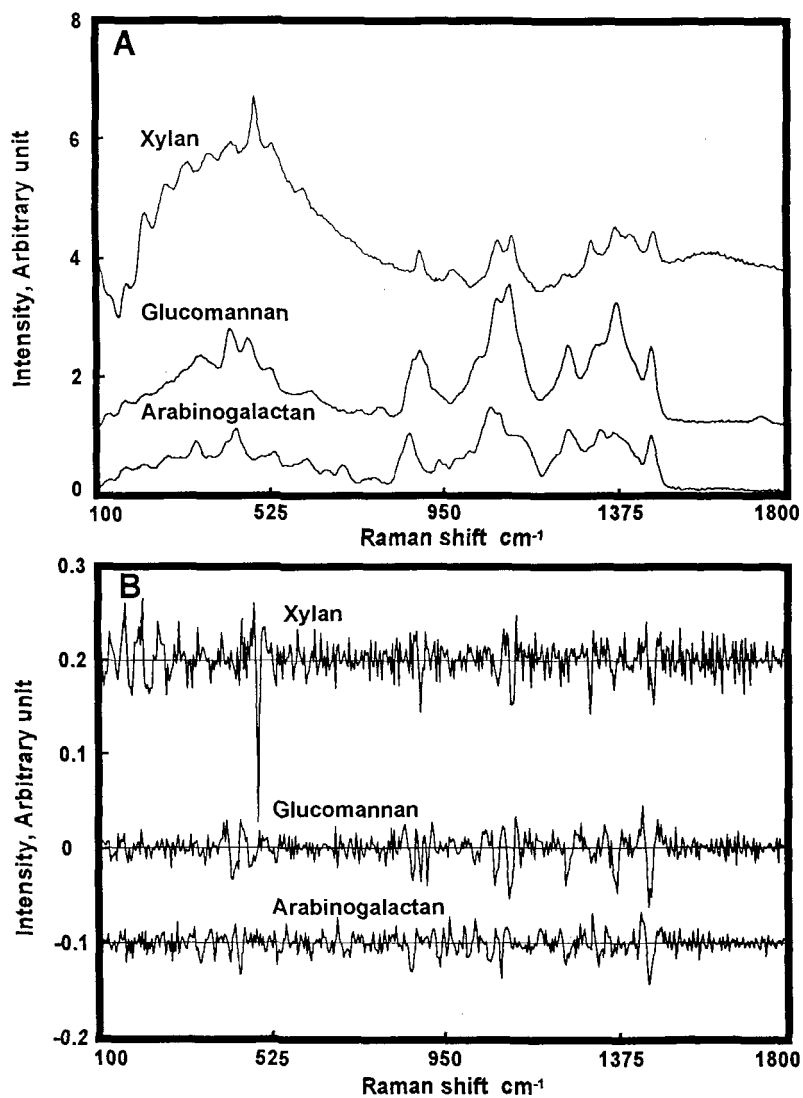 A
8
6
4
2
0
Intensity, Arbitrary unit
Xylan
Glucomannan
Arabinogalactan
100 525 950 1375 1800
Raman shift cm-1
B
0.3
0.2
0.1
0
-0.1
-0.2
Intensity, Arbitrary unit
Xylan
Glucomannan
Arabinogalactan
100 525 950 1375 1800
Raman shift cm-1